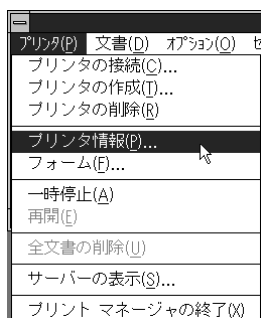 プリンタ(P) 文書(D) オプション(O)
プリンタの接続(C)...
プリンタの作成(T)...
プリンタの削除(R)
プリンタ情報(P)...
フォーム(F)...
一時停止(A)
再開(E)
全文書の削除(U)
サーバーの表示(S)...
プリント マネージャの終了(X)